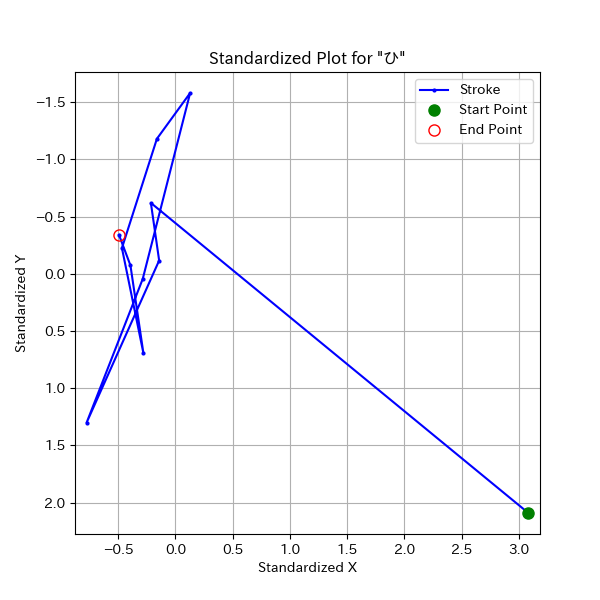 Standardized Plot for "ひ"
Stroke
Start Point
End Point
−1.5
−1.0
−0.5
0.0
0.5
1.0
1.5
2.0
Standardized Y
−0.5 0.0 0.5 1.0 1.5 2.0 2.5 3.0
Standardized X